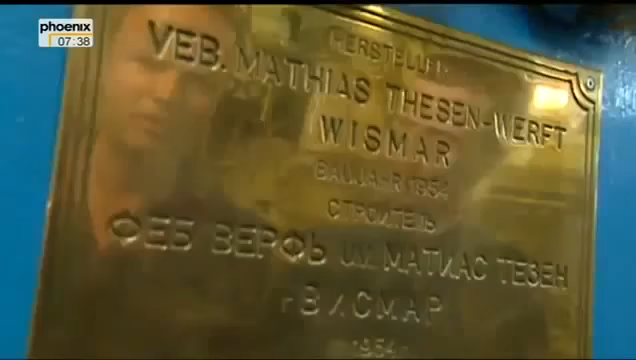 phoenix
07:38
HERSTELLER
VEB. MATHIAS THESEN-WERFT
WISMAR
BAUJAHR 1954
СТРОИТЕЛЬ
ФЕБ ВЕРФЬ ИМ. МАТИАС ТЕЗЕН
г ВИСМАР
1954 г